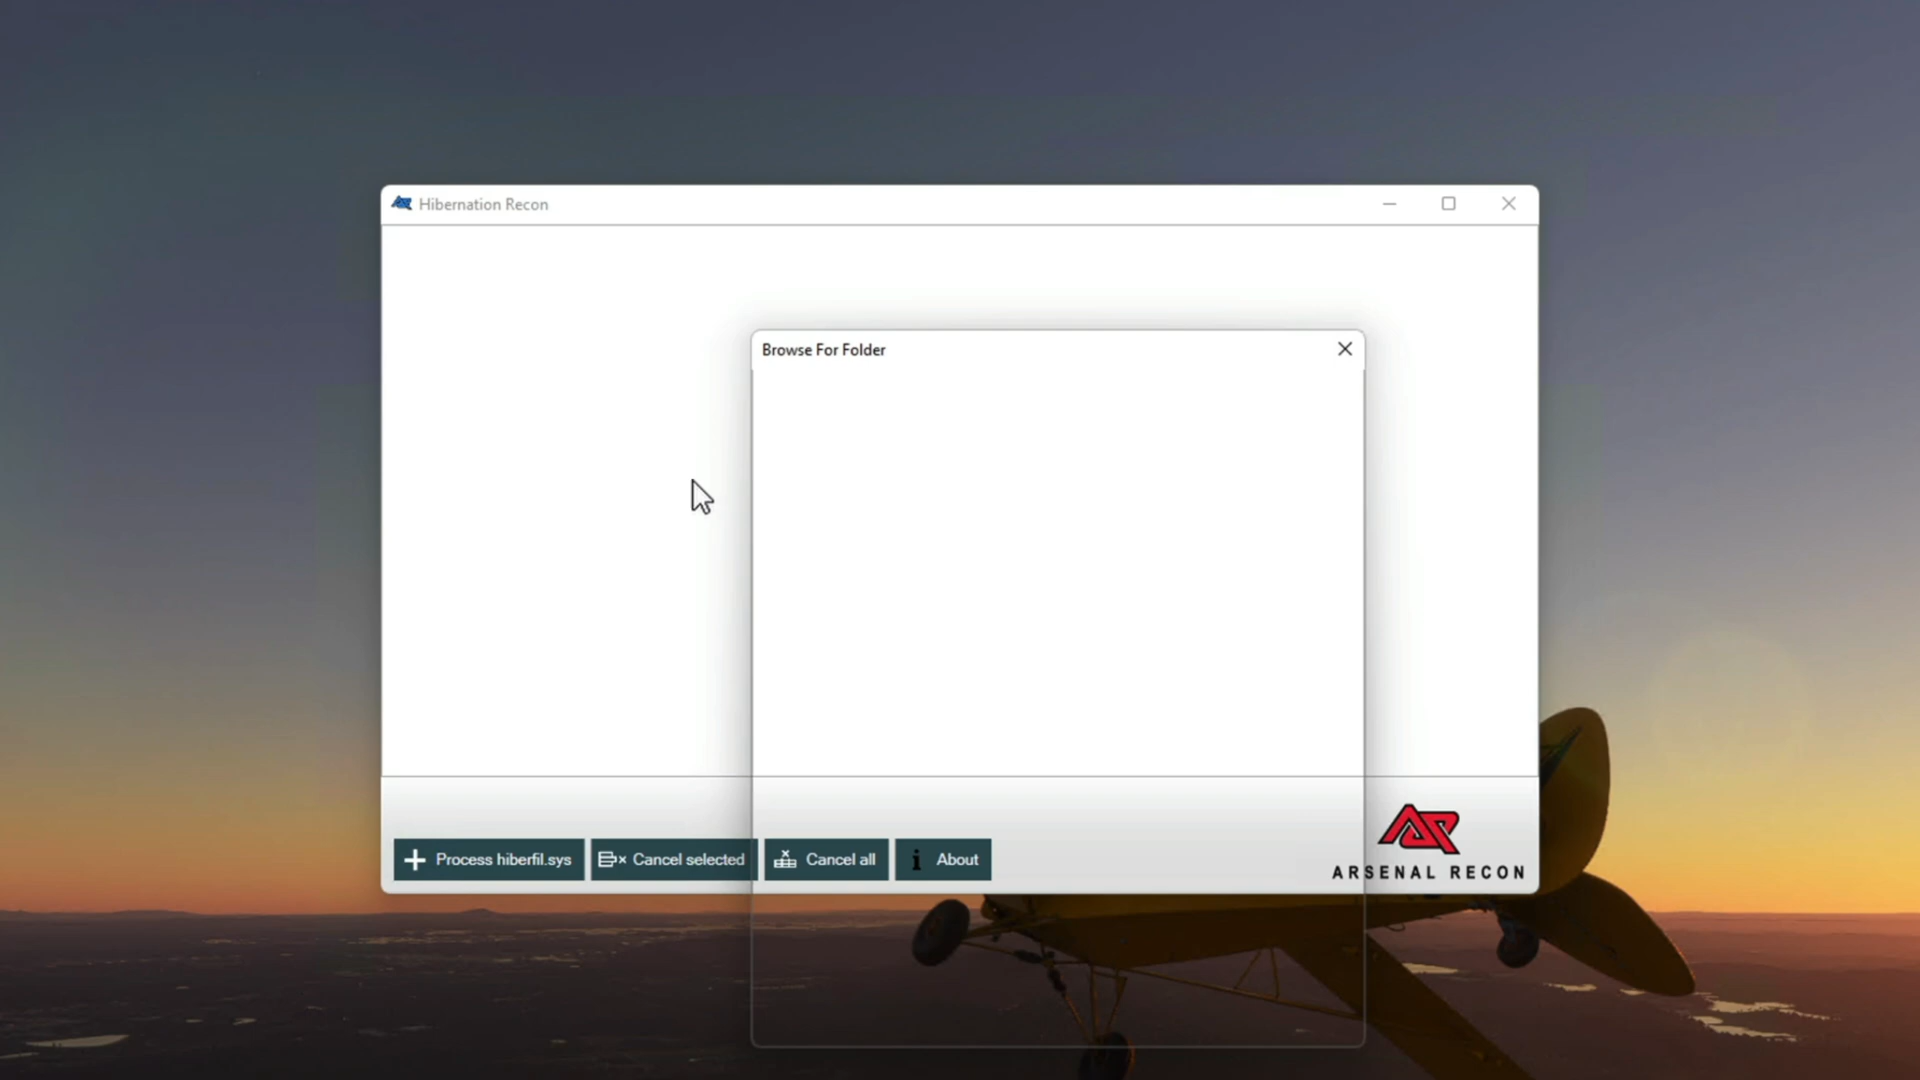 Hibernation Recon
Browse For Folder
Process hiberfil.sys
Cancel selected
Cancel all
About
ARSENAL RECON